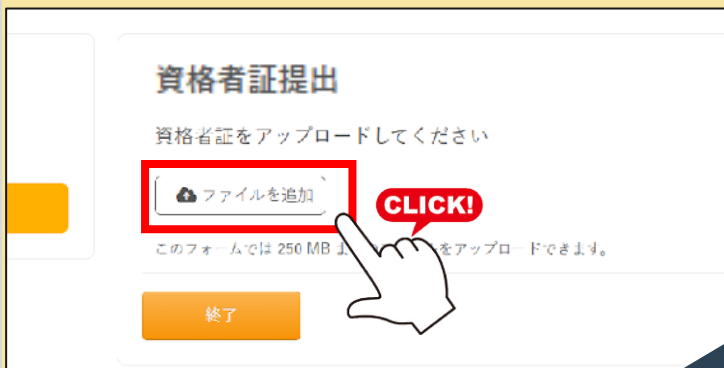 資格者証提出
資格者証をアップロードしてください
ファイルを追加
CLICK!
このフォームでは 250 MB ま をアップロードできます。
終了